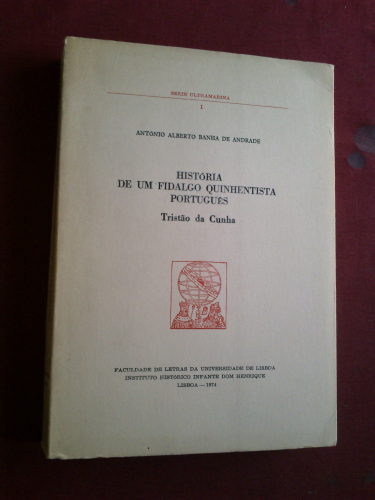 SÉRIE ULTRAMARINA
1
ANTÓNIO ALBERTO BANHA DE ANDRADE
HISTÓRIA
DE UM FIDALGO QUINHENTISTA
PORTUGUÊS
Tristão da Cunha
FACULDADE DE LETRAS DA UNIVERSIDADE DE LISBOA
INSTITUTO HISTÓRICO INFANTE DOM HENRIQUE
LISBOA — 1974